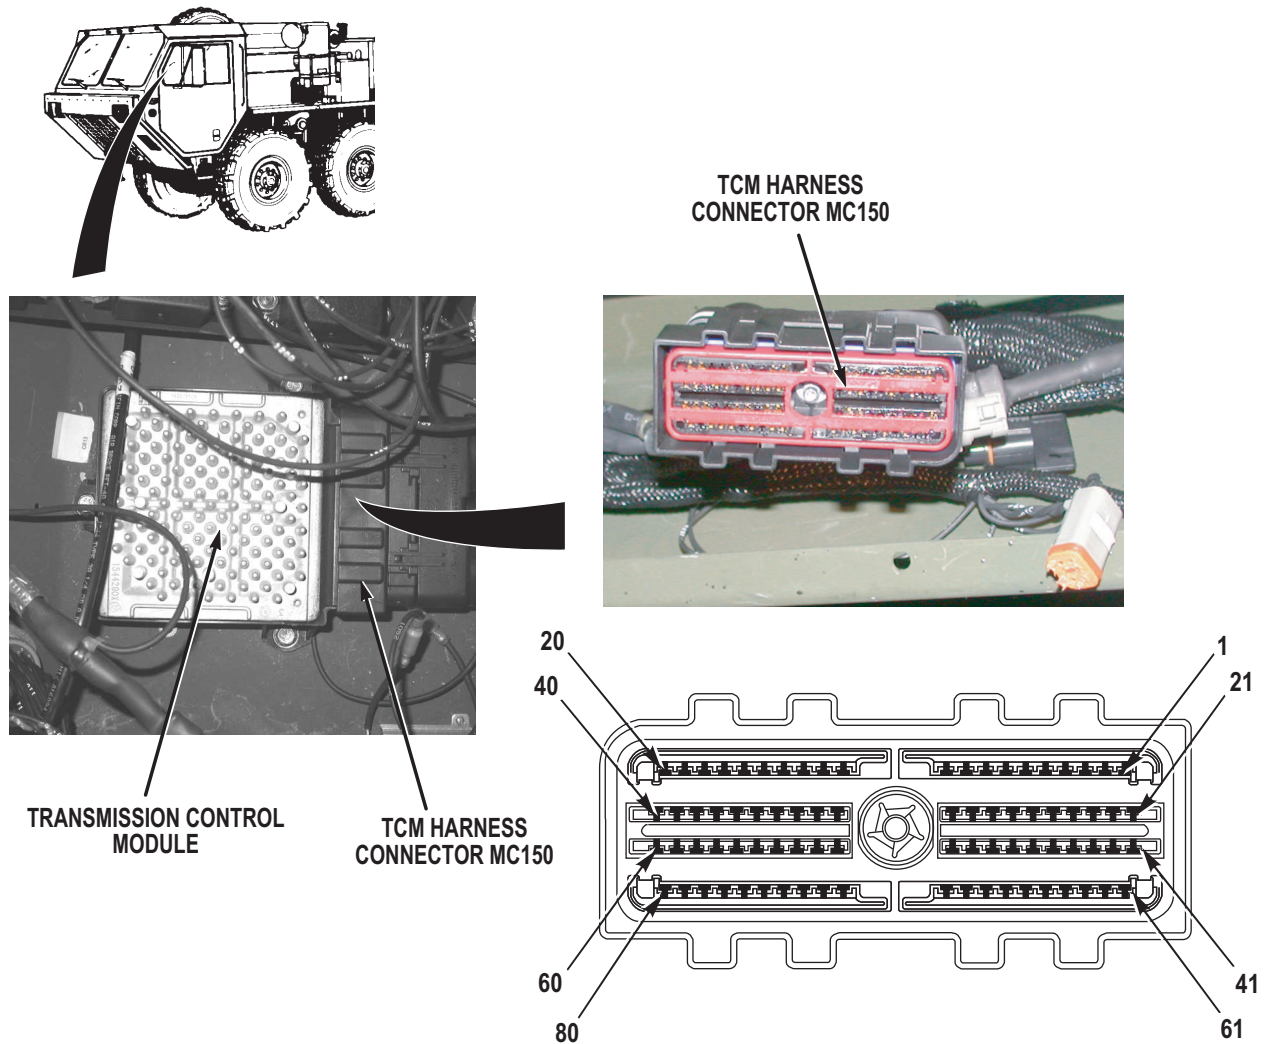 TCM HARNESS
CONNECTOR MC150
TRANSMISSION CONTROL
MODULE
TCM HARNESS
CONNECTOR MC150
20
40
1
21
60
80
41
61